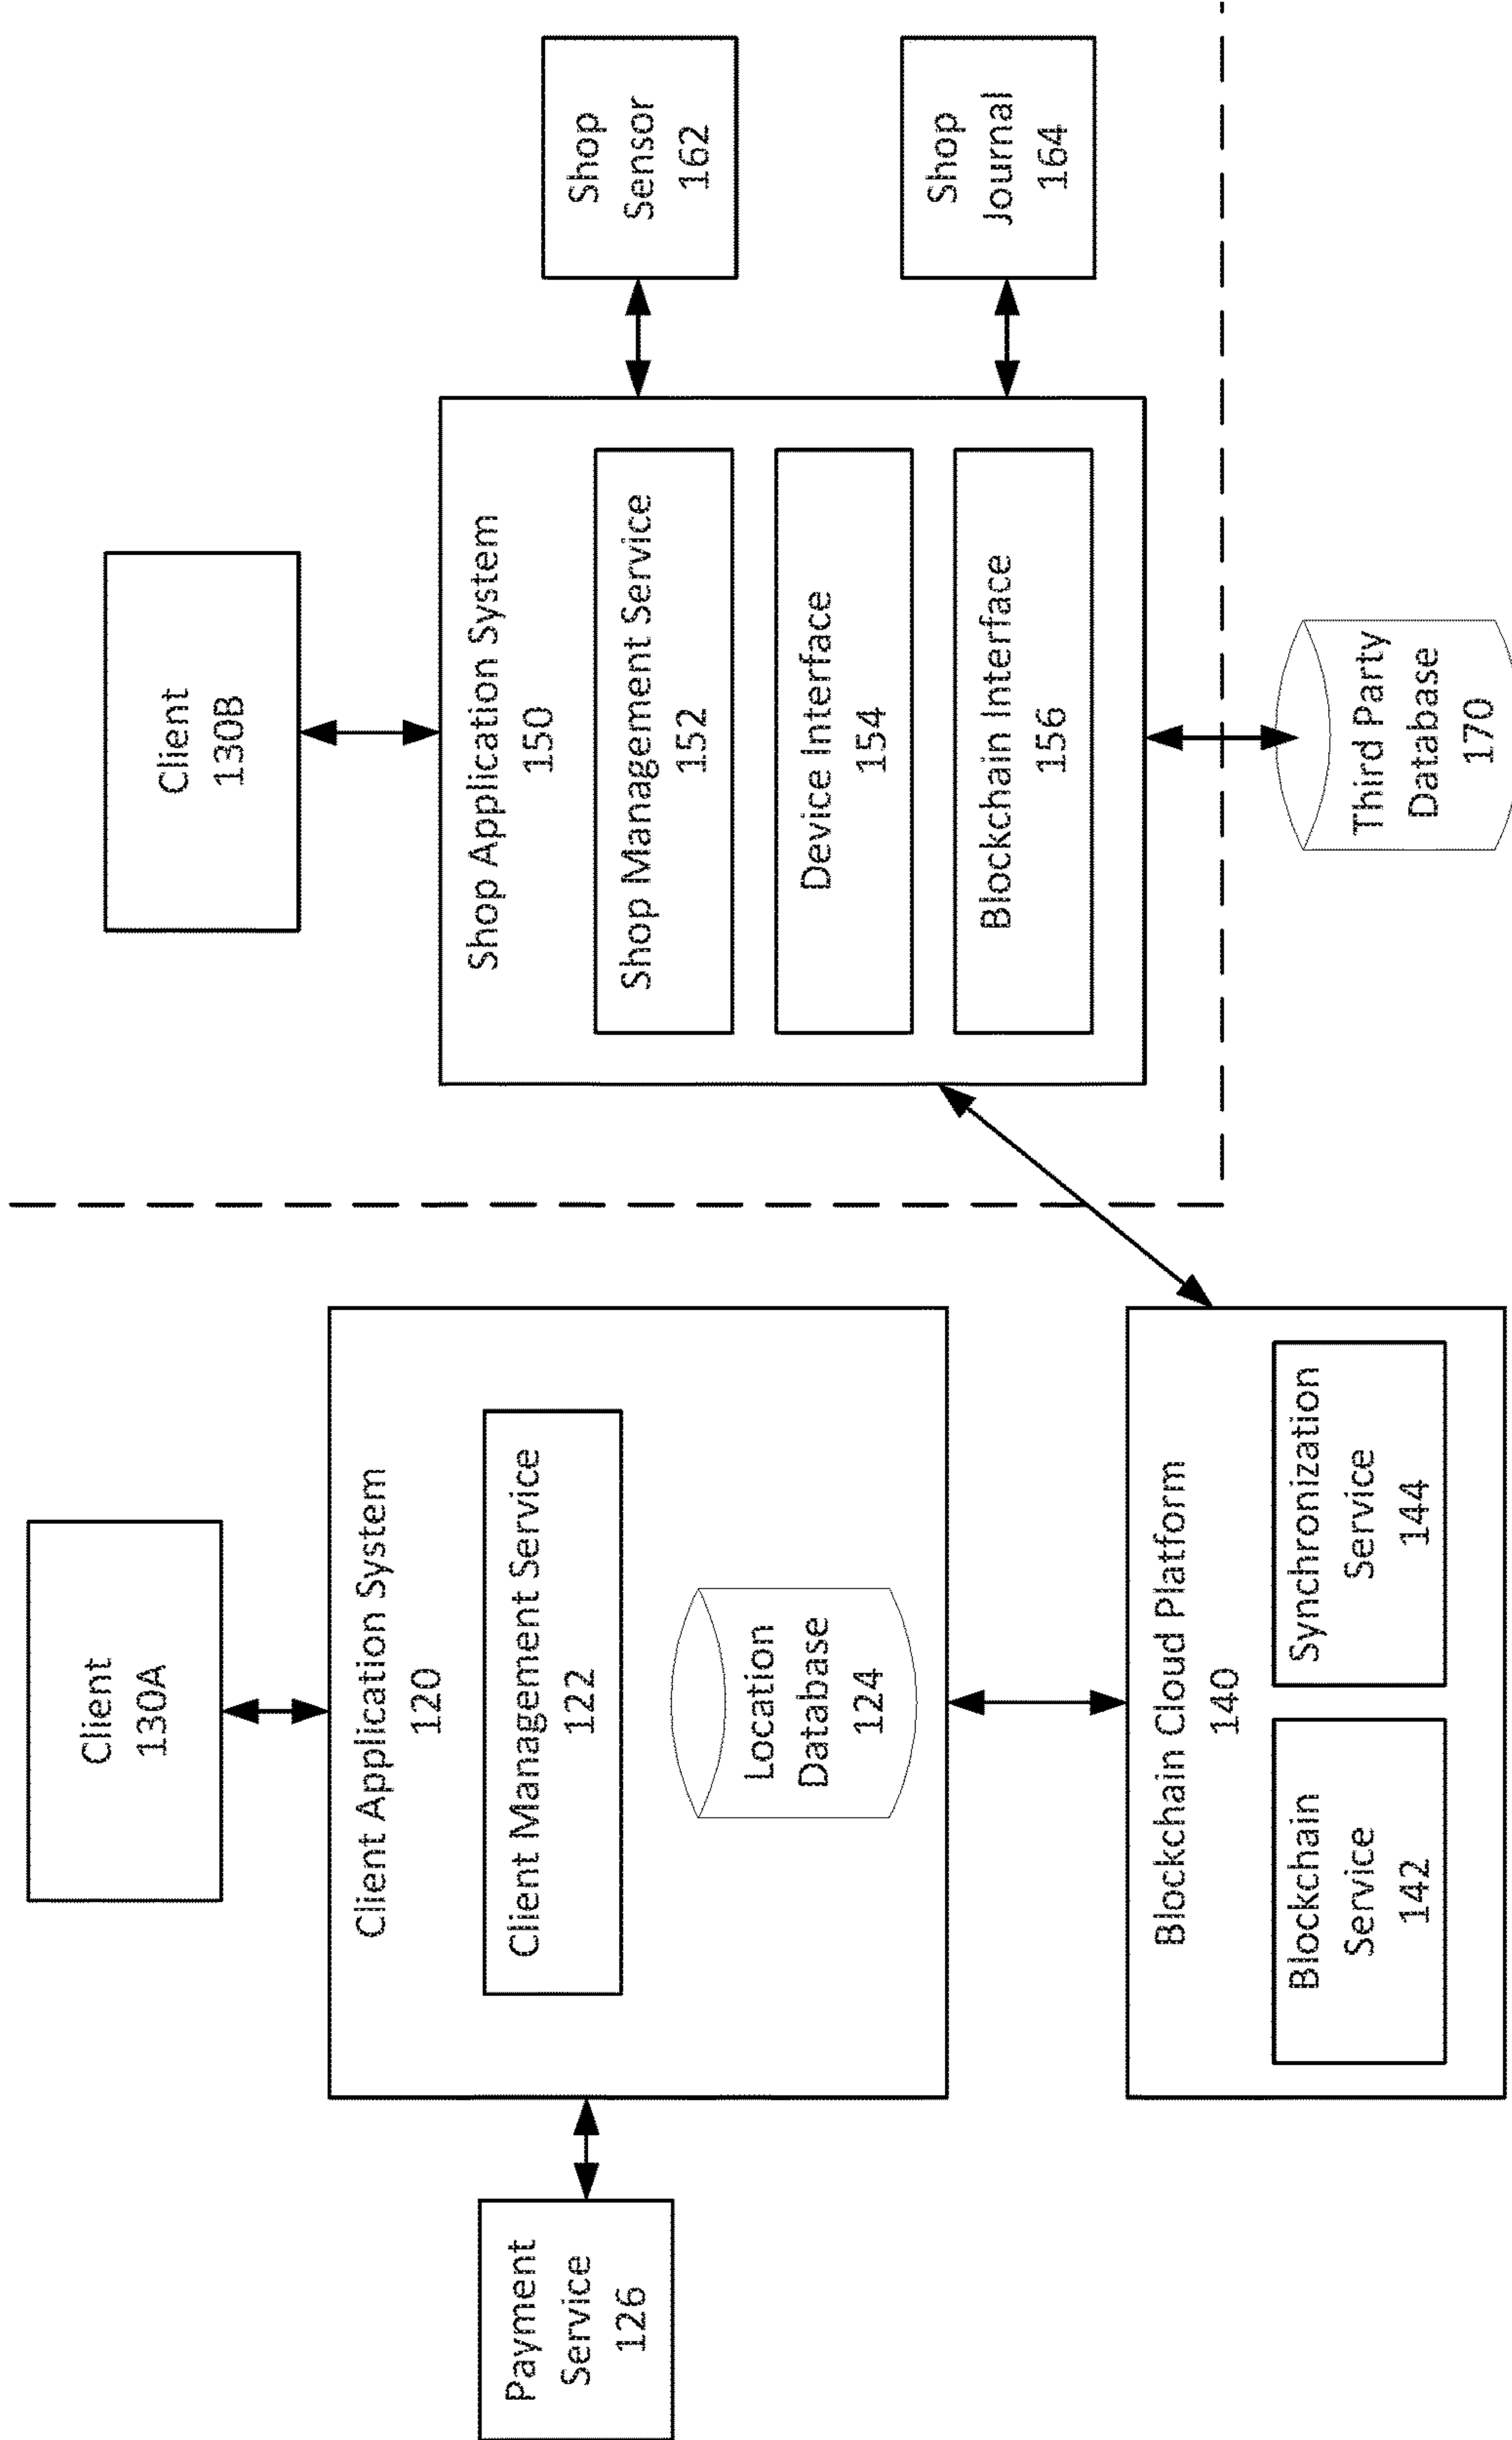 Client
130A
Client Application System
120
Client Management Service
122
Location
Database
124
Payment
Service
126
Blockchain Cloud Platform
140
Blockchain
Service
142
Synchronization
Service
144
Client
130B
Shop Application System
150
Shop Management Service
152
Device Interface
154
Blockchain Interface
156
Shop
Sensor
162
Shop
Journal
164
Third Party
Database
170